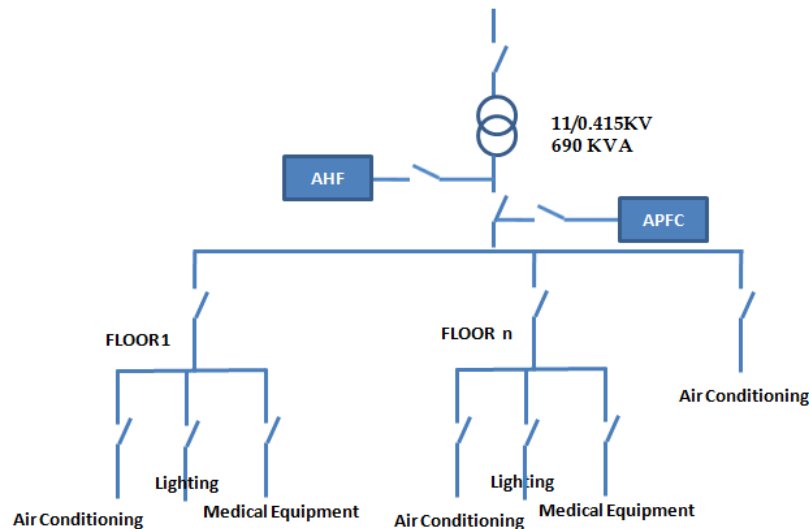 11/0.415KV
690 KVA
AHF
APFC
FLOOR1
FLOOR n
Air Conditioning
Lighting
Lighting
Air Conditioning
Medical Equipment
Air Conditioning
Medical Equipment